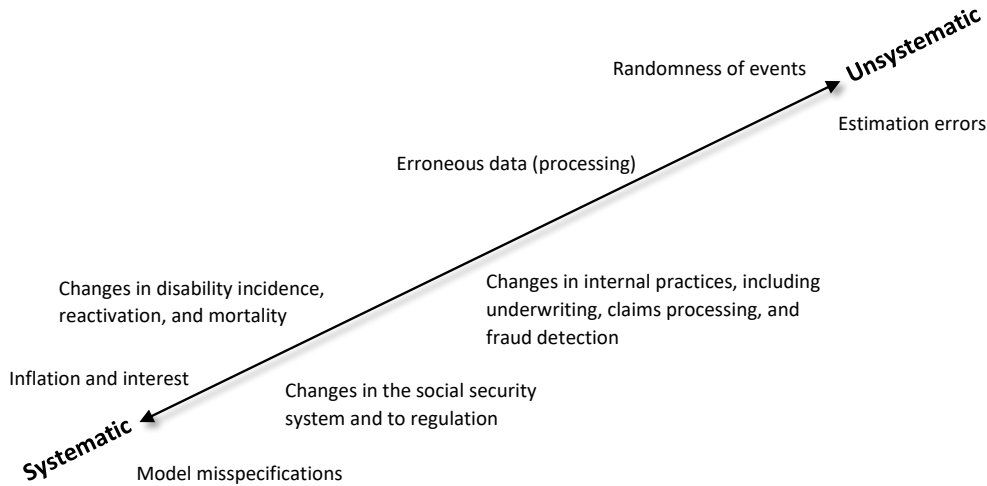 Unsystematic
Randomness of events
Estimation errors
Erroneous data (processing)
Changes in disability incidence,
reactivation, and mortality
Changes in internal practices, including
underwriting, claims processing, and
fraud detection
Inflation and interest
Changes in the social security
system and to regulation
Systematic
Model misspecifications